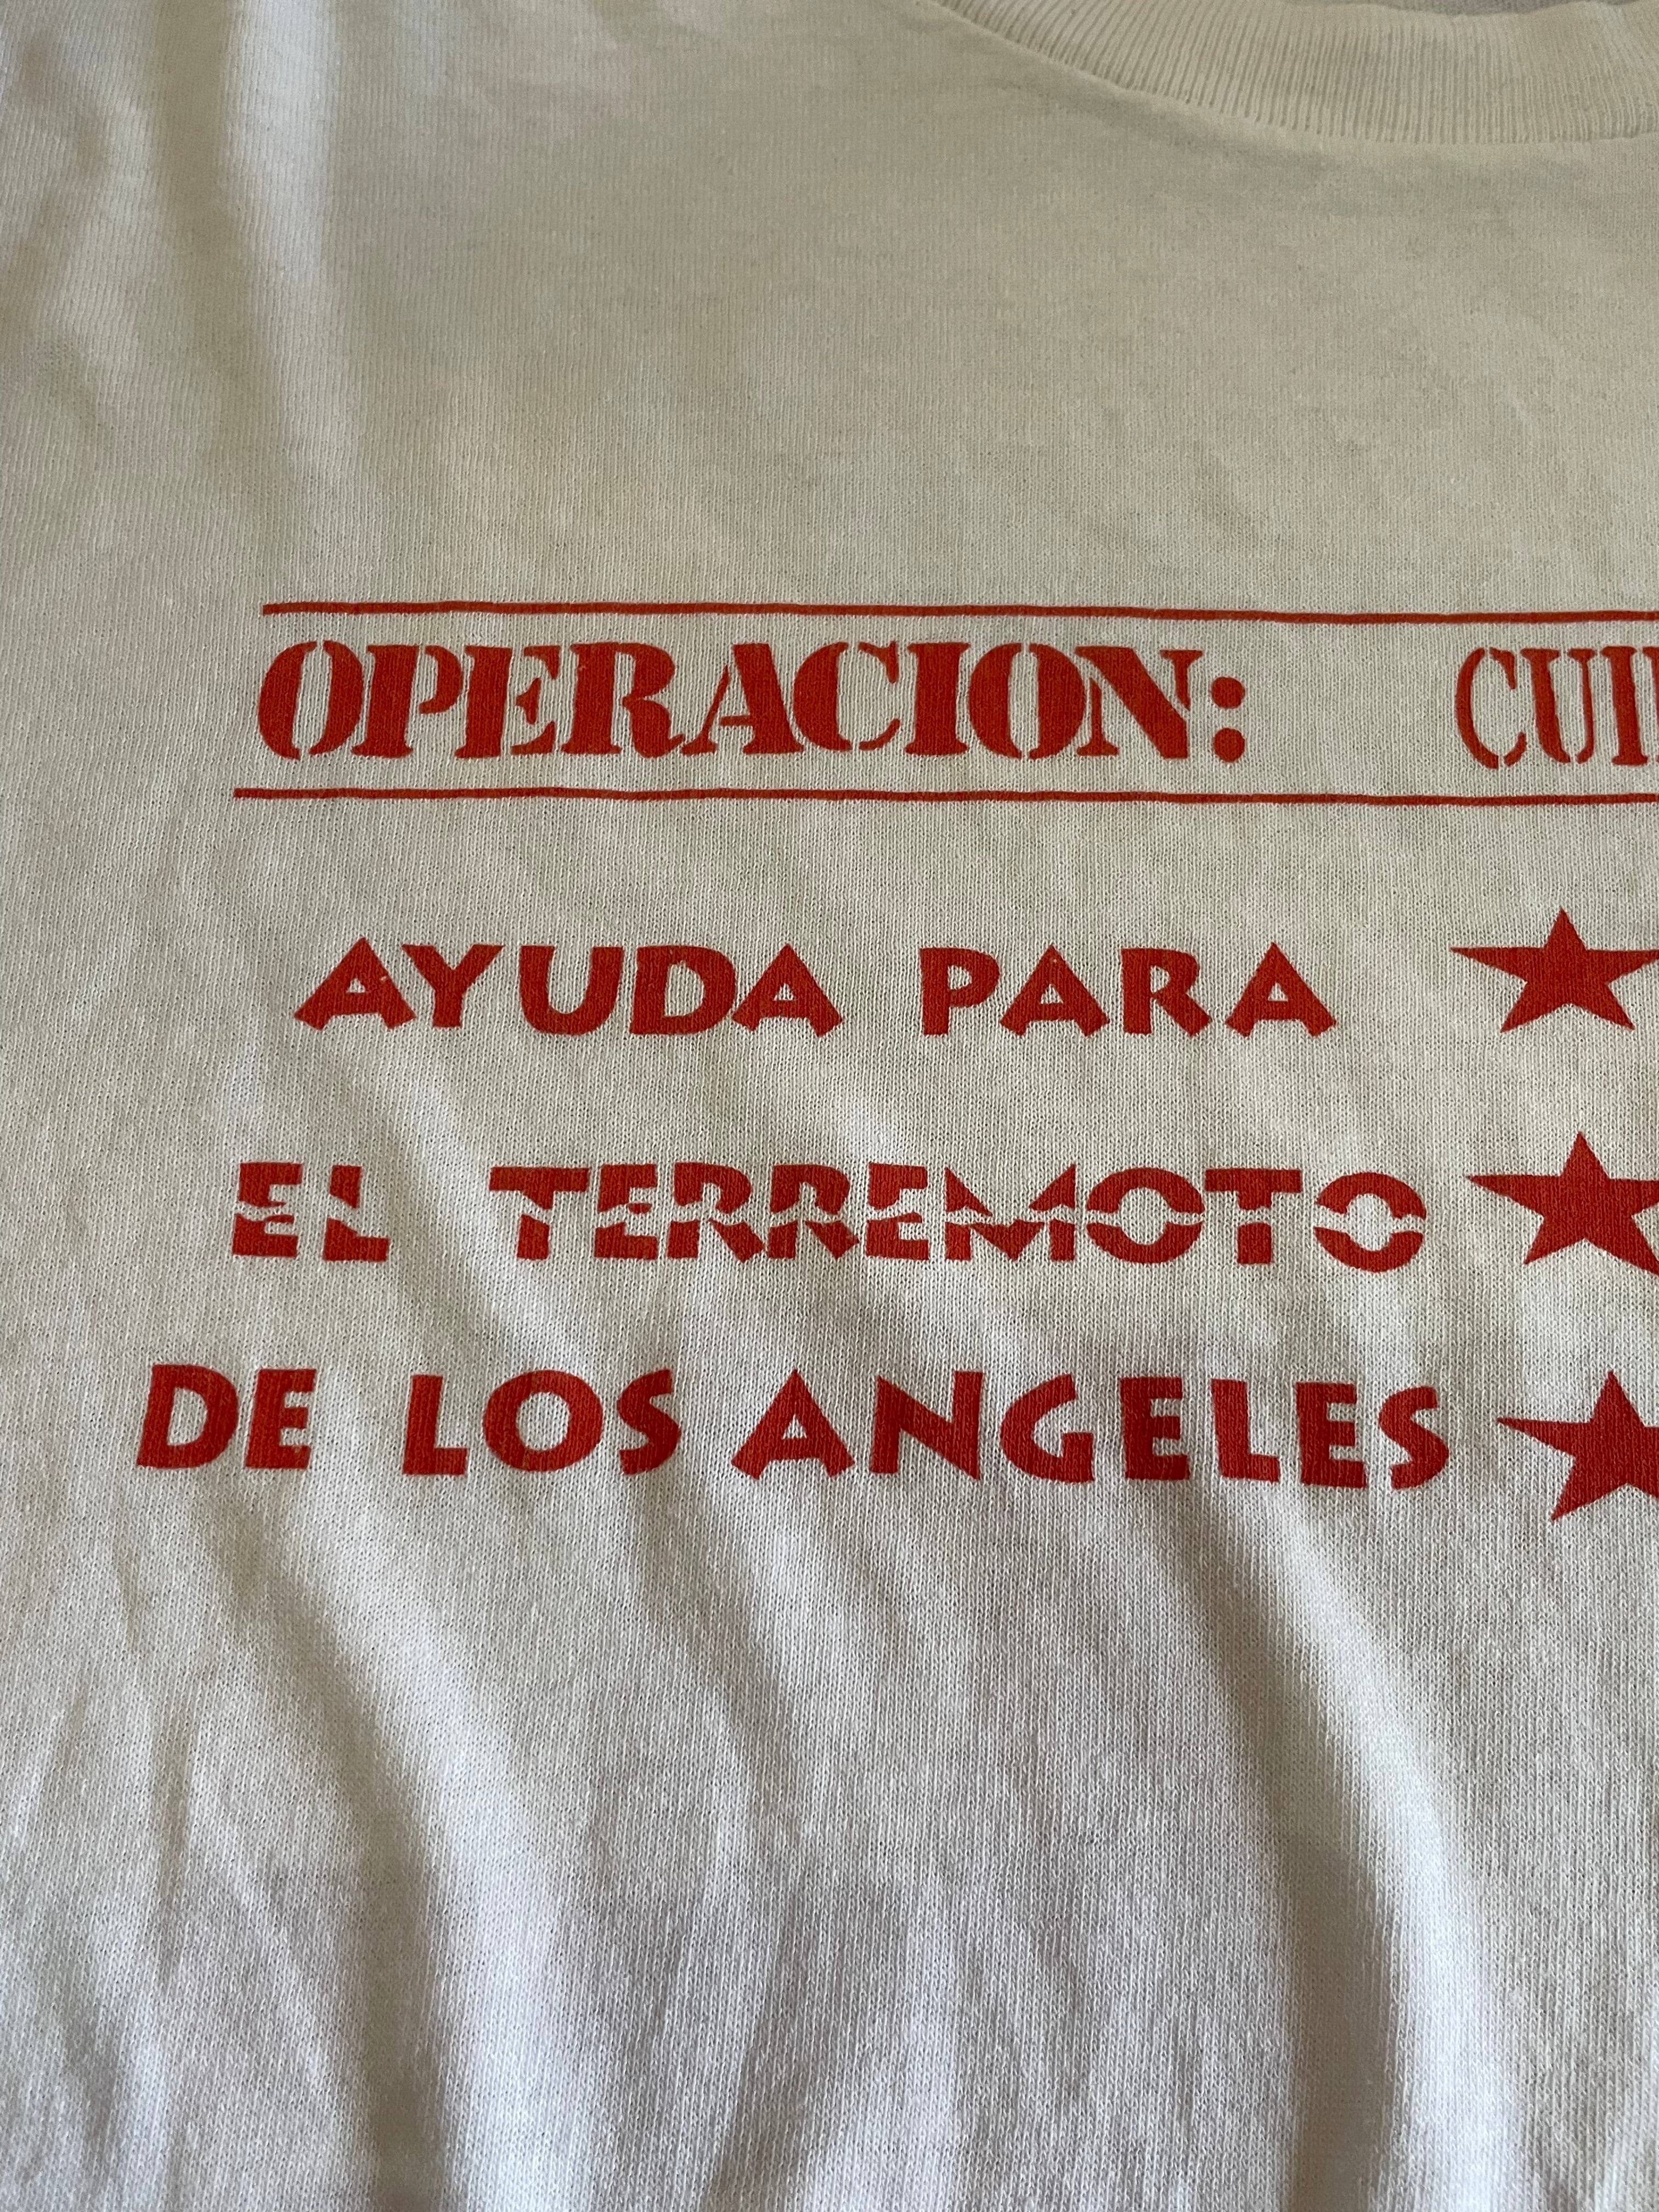 OPERACION:
AYUDA PARA
EL TERREMOTO
DE LOS ANGELES